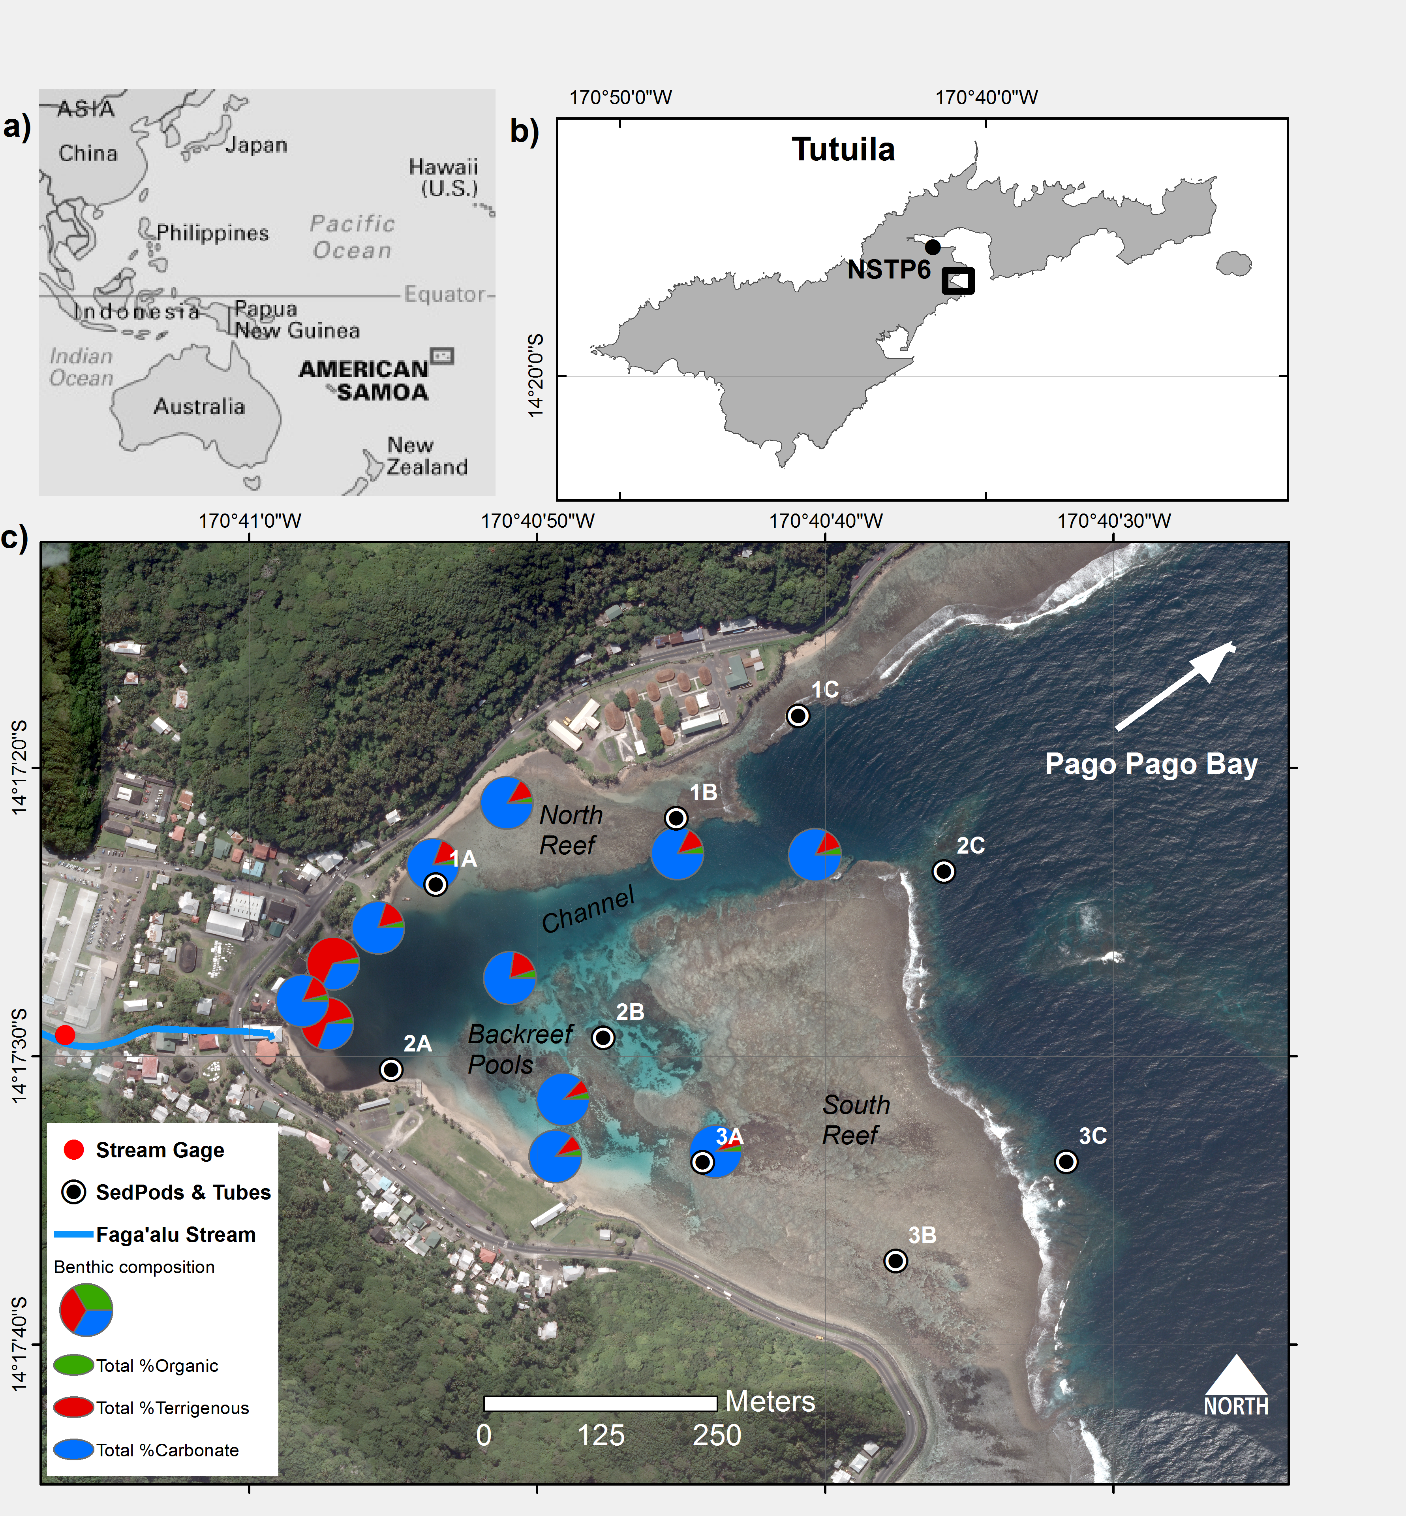 a)
ASIA
China
Japan
Hawaii
(U.S.)
Pacific
Ocean
Philippines
Equator
Indonesia
Papua
New Guinea
Indian
Ocean
AMERICAN
SAMOA
Australia
New
Zealand
b)
170°50'0"W
170°40'0"W
Tutuila
NSTP6
14°20'0"S
c)
170°41'0"W
170°40'50"W
170°40'40"W
170°40'30"W
14°17'20"S
14°17'30"S
14°17'40"S
1C
Pago Pago Bay
1B
North
Reef
1A
2C
Channel
2B
Backreef
Pools
2A
South
Reef
3A
3C
3B
Stream Gage
SedPods & Tubes
Faga'alu Stream
Benthic composition
Total %Organic
Total %Terrigenous
Total %Carbonate
Meters
0
125
250
NORTH